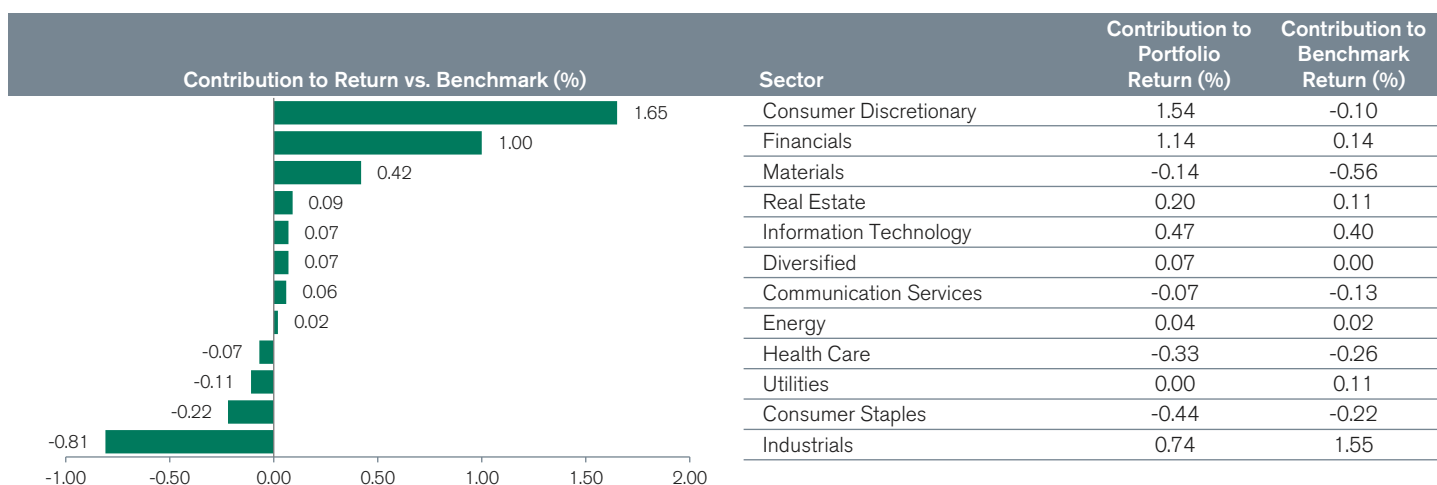 Contribution to Return vs. Benchmark (%)
Sector
Contribution to
Portfolio
Return (%)
Contribution to
Benchmark
Return (%)
1.65
Consumer Discretionary 1.54 -0.10
1.00
Financials 1.14 0.14
0.42
Materials -0.14 -0.56
0.09
Real Estate 0.20 0.11
0.07
Information Technology 0.47 0.40
0.07
Diversified 0.07 0.00
0.06
Communication Services -0.07 -0.13
0.02
Energy 0.04 0.02
-0.07
Health Care -0.33 -0.26
-0.11
Utilities 0.00 0.11
-0.22
Consumer Staples -0.44 -0.22
-0.81
Industrials 0.74 1.55
-1.00 -0.50 0.00 0.50 1.00 1.50 2.00